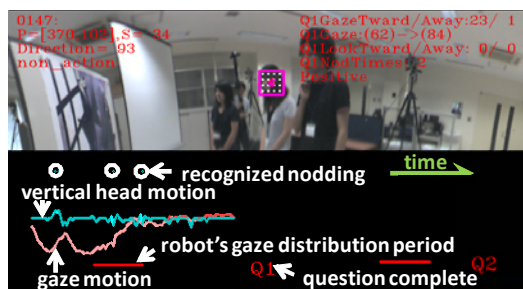 0147:
P=[370,102],S= 34
Direction= 93
non_action
Q1GazeTward/Away:23/ 1
Q1Gaze:(62)—>(84)
Q1LookTward/Away: 0/ 0
Q1NodTimes: 2
Positive
time
recognized nodding
vertical head motion
robot's gaze distribution period
gaze motion
Q1
question complete
Q2